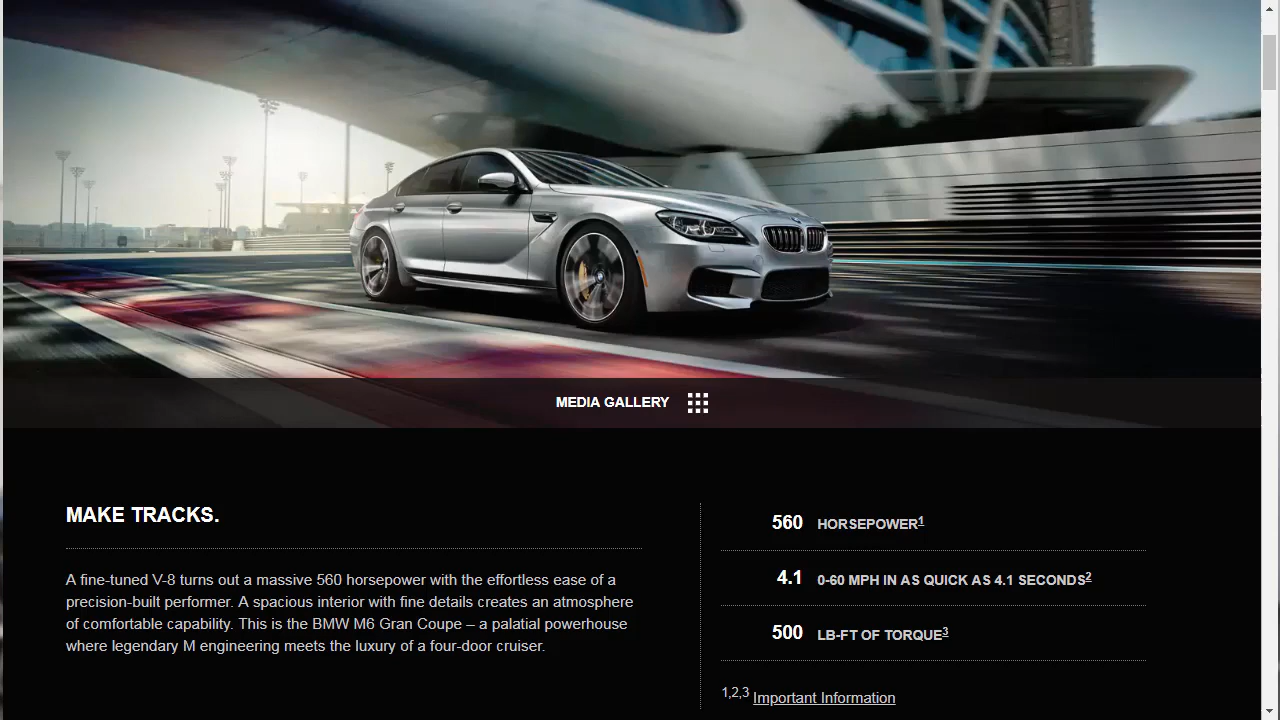 MEDIA GALLERY
MAKE TRACKS.
A fine-tuned V-8 turns out a massive 560 horsepower with the effortless ease of a
precision-built performer. A spacious interior with fine details creates an atmosphere
of comfortable capability. This is the BMW M6 Gran Coupe – a palatial powerhouse
where legendary M engineering meets the luxury of a four-door cruiser.
560 HORSEPOWER1
4.1 0-60 MPH IN AS QUICK AS 4.1 SECONDS2
500 LB-FT OF TORQUE3
1,2,3 Important Information